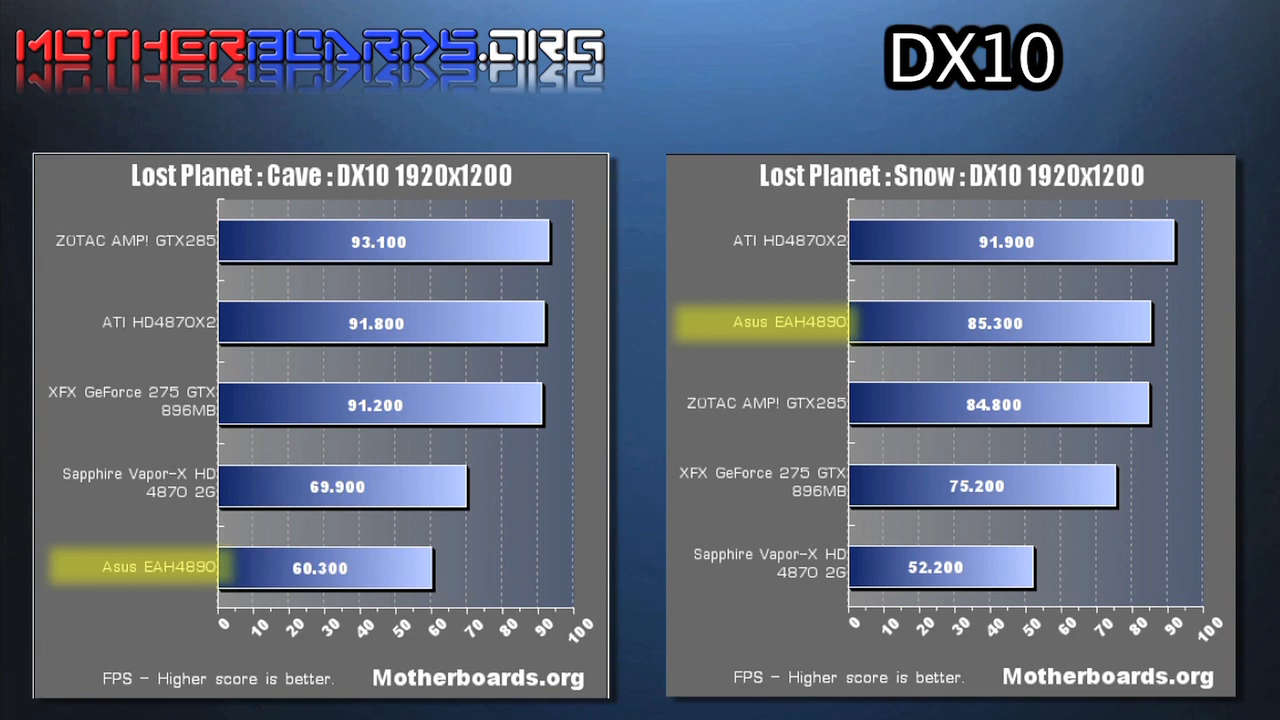 MOTHERBOARDS.ORG
DX10
Lost Planet : Cave : DX10 1920x1200
ZOTAC AMP! GTX285
93.100
ATI HD4870X2
91.800
XFX GeForce 275 GTX
896MB
91.200
Sapphire Vapor-X HD
4870 2G
69.900
Asus EAH4890
60.300
0 10 20 30 40 50 60 70 80 90 100
FPS - Higher score is better.
Motherboards.org
Lost Planet : Snow : DX10 1920x1200
ATI HD4870X2
91.900
Asus EAH4890
85.300
ZOTAC AMP! GTX285
84.800
XFX GeForce 275 GTX
896MB
75.200
Sapphire Vapor-X HD
4870 2G
52.200
0 10 20 30 40 50 60 70 80 90 100
FPS - Higher score is better.
Motherboards.org